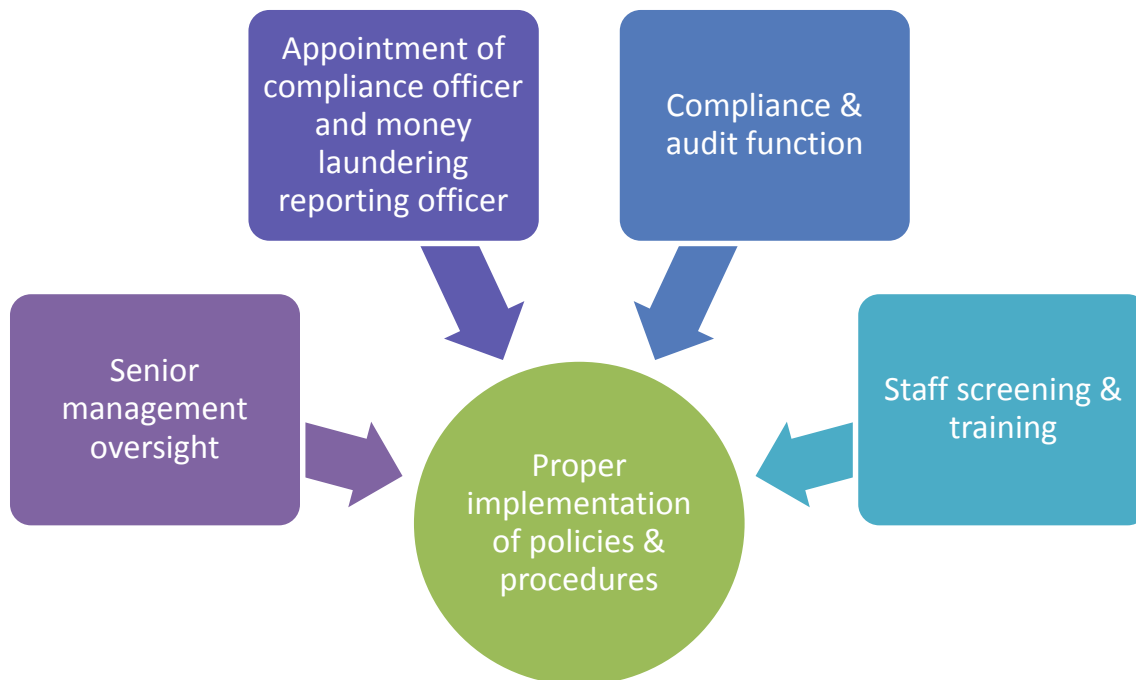 Appointment of
compliance officer
and money
laundering
reporting officer
Compliance &
audit function
Senior
management
oversight
Staff screening &
training
Proper
implementation
of policies &
procedures